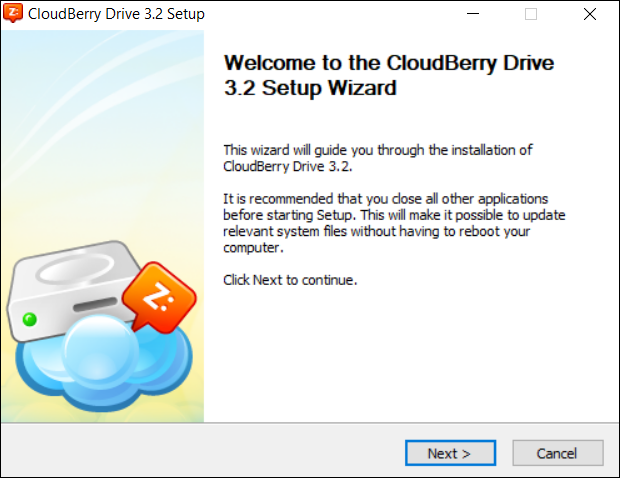 CloudBerry Drive 3.2 Setup
Welcome to the CloudBerry Drive
3.2 Setup Wizard
This wizard will guide you through the installation of
CloudBerry Drive 3.2.
It is recommended that you close all other applications
before starting Setup. This will make it possible to update
relevant system files without having to reboot your
computer.
Click Next to continue.
Z:
Next >
Cancel